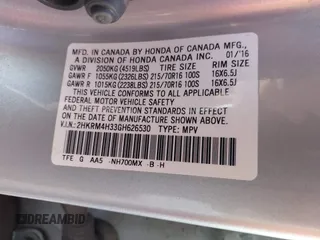 MFD. IN CANADA BY HONDA OF CANADA MFG.,
A DIVISION OF HONDA CANADA INC. 01/'16
GVWR 2050KG (4519LBS) TIRE SIZE RIM SIZE
GAWR F 1055KG (2326LBS) 215/70R16 100S 16X6.5J
GAWR R 1015KG (2238LBS) 215/70R16 100S 16X6.5J
THIS VEHICLE CONFORMS TO ALL APPLICABLE
FEDERAL MOTOR VEHICLE SAFETY
AND THEFT PREVENTION STANDARDS IN EFFECT
ON THE DATE OF MANUFACTURE SHOWN ABOVE.
V.I.N.: 2HKRM4H33GH626530 TYPE: MPV
TFE G AA5 -NH700MX -B -H
DREAMBID